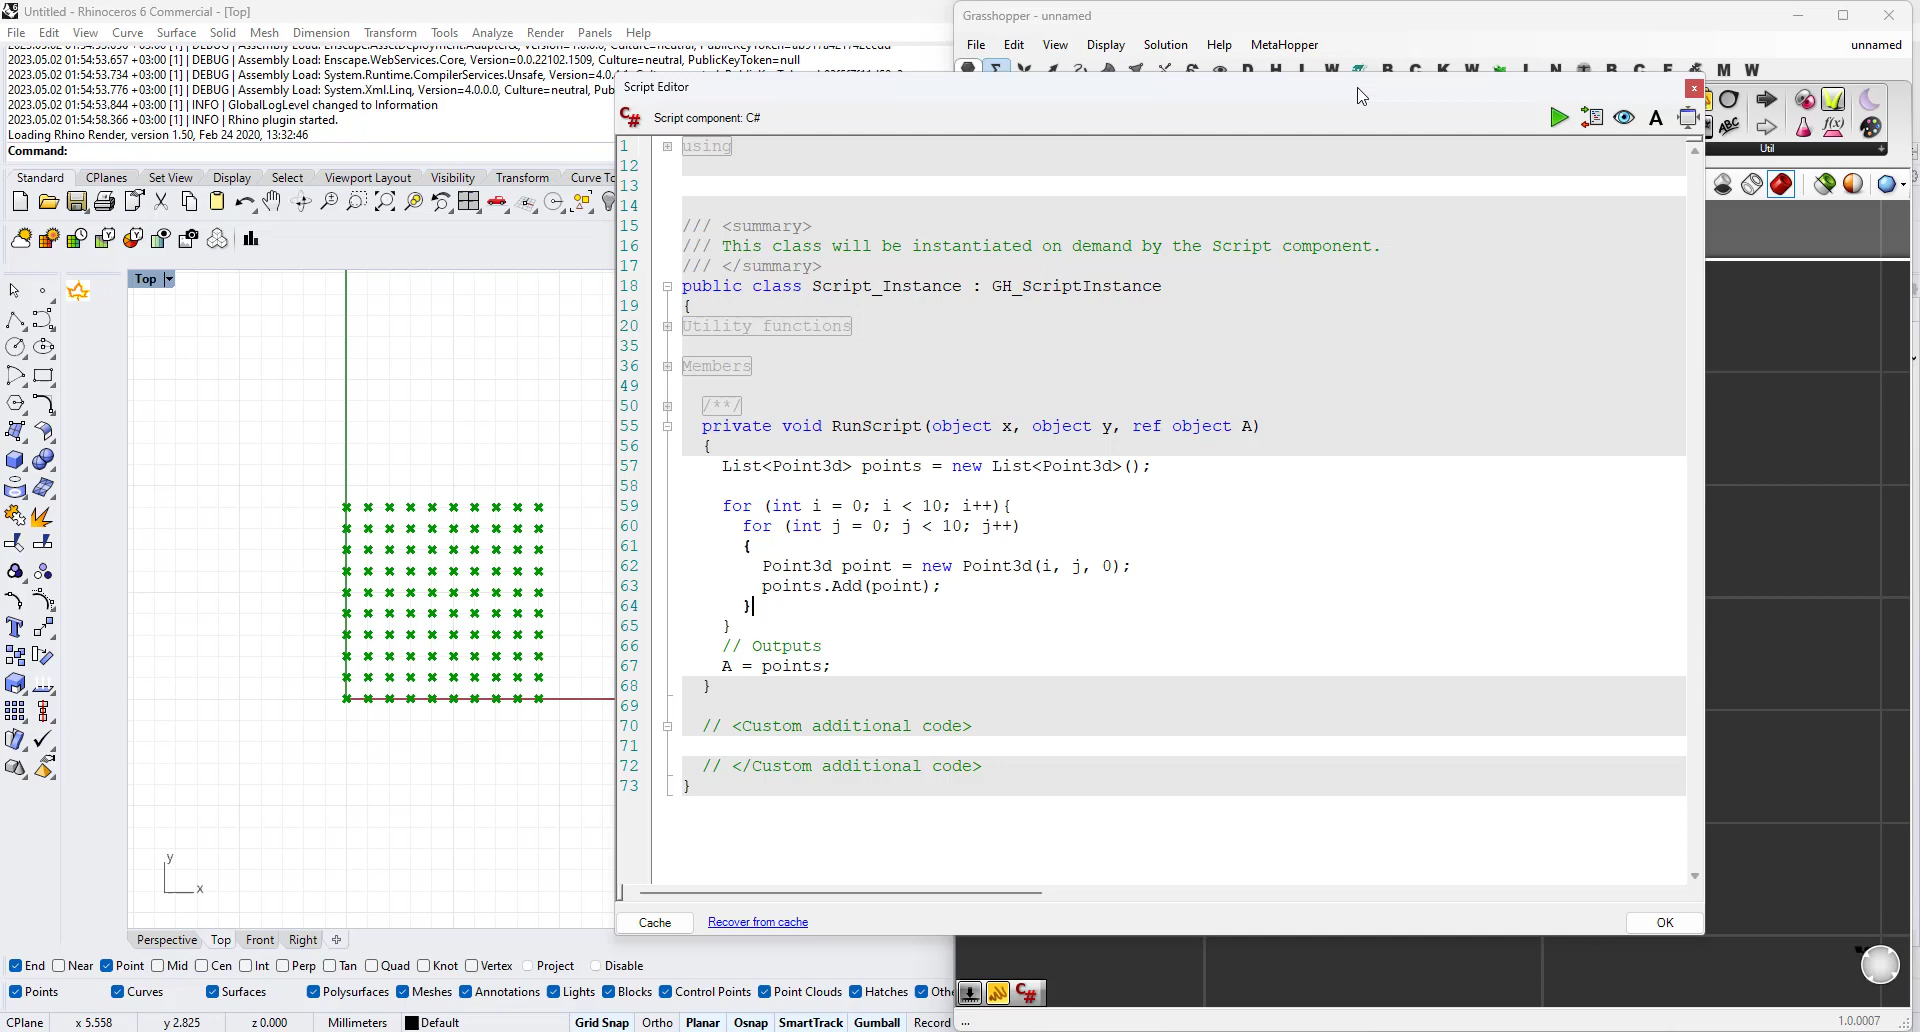 Untitled - Rhinoceros 6 Commercial - [Top]
File Edit View Curve Surface Solid Mesh Dimension Transform Tools Analyze Render Panels Help
2023.05.02 01:54:53.657 +03:00 [1] | DEBUG | Assembly Load: Enscape.WebServices.Core, Version=0.0.22102.1509, Culture=neutral, PublicKeyToken=null
2023.05.02 01:54:53.734 +03:00 [1] | DEBUG | Assembly Load: System.Runtime.CompilerServices.Unsafe, Version=4.0.
2023.05.02 01:54:53.776 +03:00 [1] | DEBUG | Assembly Load: System.Xml.Linq, Version=4.0.0.0, Culture=neutral, Pub
2023.05.02 01:54:53.844 +03:00 [1] | INFO | GlobalLogLevel changed to Information
2023.05.02 01:54:58.366 +03:00 [1] | INFO | Rhino plugin started.
Loading Rhino Render, version 1.50, Feb 24 2020, 13:32:46
Command:
Standard CPlanes Set View Display Select Viewport Layout Visibility Transform Curve To
Top
y
x
Perspective Top Front Right
End Near Point Mid Cen Int Perp Tan Quad Knot Vertex Project Disable
Points Curves Surfaces Polysurfaces Meshes Annotations Lights Blocks Control Points Point Clouds Hatches Othe
CPlane x 5.558 y 2.825 z 0.000 Millimeters Default Grid Snap Ortho Planar Osnap SmartTrack Gumball Record
Grasshopper - unnamed
File Edit View Display Solution Help MetaHopper unnamed
M W
ABC f(x)
Util
Script Editor
x
C# Script component: C# A
1 using
12
13
14
15 /// <summary>
16 /// This class will be instantiated on demand by the Script component.
17 /// </summary>
18 public class Script_Instance : GH_ScriptInstance
19 {
20 Utility functions
35
36 Members
49
50 /**/
55 private void RunScript(object x, object y, ref object A)
56 {
57 List<Point3d> points = new List<Point3d>();
58
59 for (int i = 0; i < 10; i++){
60 for (int j = 0; j < 10; j++)
61 {
62 Point3d point = new Point3d(i, j, 0);
63 points.Add(point);
64 }
65 }
66 // Outputs
67 A = points;
68 }
69
70 // <Custom additional code>
71
72 // </Custom additional code>
73 }
Cache Recover from cache OK
C#
... 1.0.0007